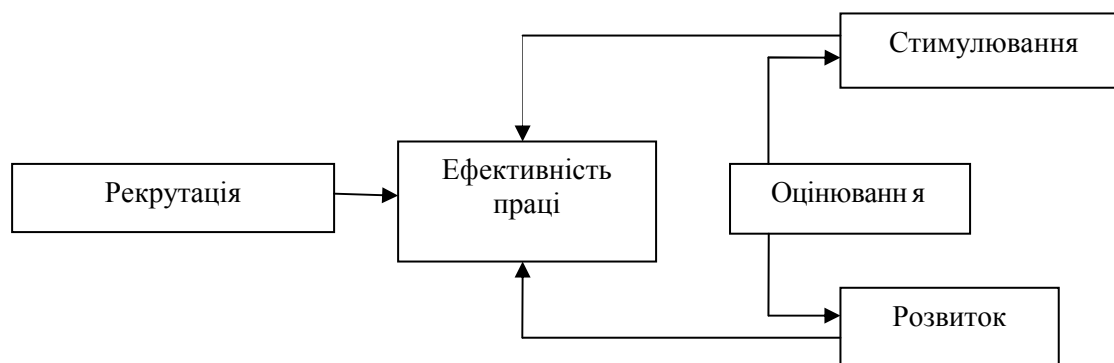 Стимулювання
Ефективність
праці
Рекрутація
Оцінюванн я
Розвиток